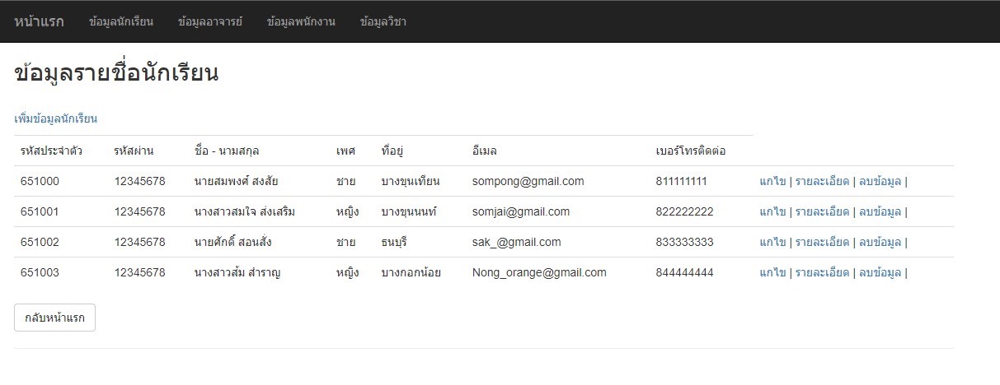 หน้าแรก ข้อมูลนักเรียน ข้อมูลอาจารย์ ข้อมูลพนักงาน ข้อมูลวิชา
ข้อมูลรายชื่อนักเรียน
เพิ่มข้อมูลนักเรียน
รหัสประจำตัว รหัสผ่าน ชื่อ - นามสกุล เพศ ที่อยู่ อีเมล เบอร์โทรติดต่อ
651000 12345678 นายสมพงศ์ สงสัย ชาย บางขุนเทียน sompong@gmail.com 811111111 แกไข | รายละเอียด | ลบข้อมูล |
651001 12345678 นางสาวสมใจ ส่งเสริม หญิง บางขุนนนท์ somjai@gmail.com 822222222 แกไข | รายละเอียด | ลบข้อมูล |
651002 12345678 นายศักดิ์ สอนสั่ง ชาย ธนบุรี sak_@gmail.com 833333333 แกไข | รายละเอียด | ลบข้อมูล |
651003 12345678 นางสาวส้ม สำราญ หญิง บางกอกน้อย Nong_orange@gmail.com 844444444 แกไข | รายละเอียด | ลบข้อมูล |
กลับหน้าแรก